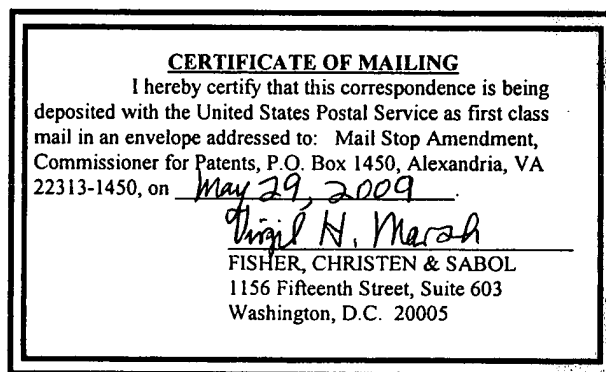 CERTIFICATE OF MAILING
I hereby certify that this correspondence is being
deposited with the United States Postal Service as first class
mail in an envelope addressed to: Mail Stop Amendment,
Commissioner for Patents, P.O. Box 1450, Alexandria, VA
22313-1450, on May 29, 2009.
Virgil H. Marsh
FISHER, CHRISTEN & SABOL
1156 Fifteenth Street, Suite 603
Washington, D.C. 20005